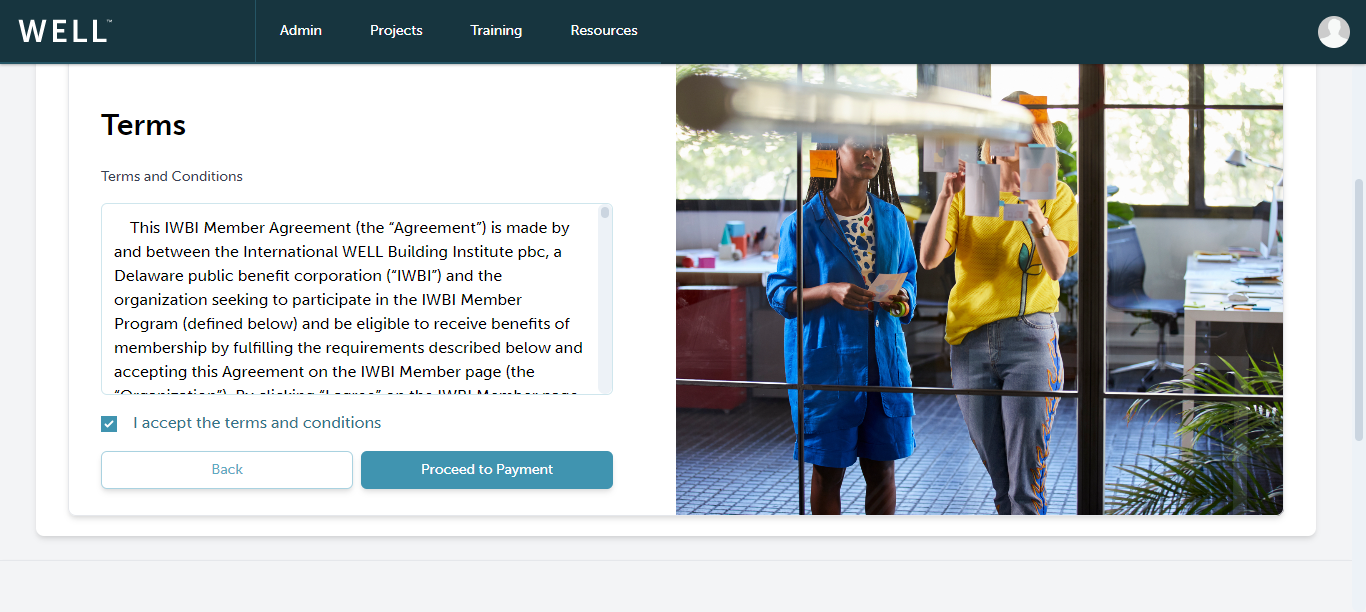 WELL™
Admin
Projects
Training
Resources
Terms
Terms and Conditions
This IWBI Member Agreement (the “Agreement”) is made by
and between the International WELL Building Institute pbc, a
Delaware public benefit corporation (“IWBI”) and the
organization seeking to participate in the IWBI Member
Program (defined below) and be eligible to receive benefits of
membership by fulfilling the requirements described below and
accepting this Agreement on the IWBI Member page (the
“Organization”). By clicking “I agree” on the IWBI Member page
I accept the terms and conditions
Back
Proceed to Payment